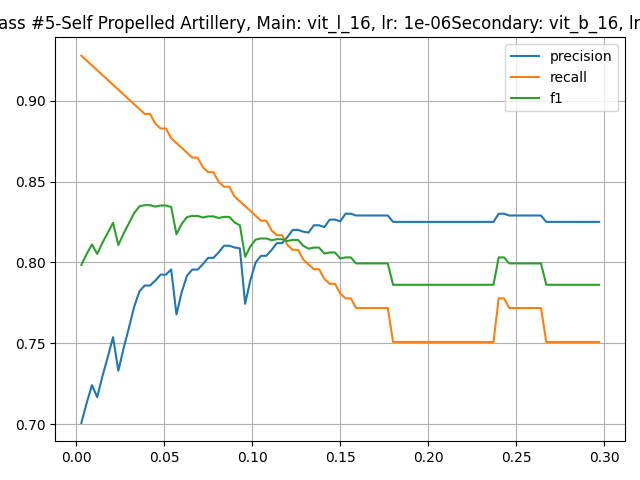 ass #5-Self Propelled Artillery, Main: vit_l_16, lr: 1e-06Secondary: vit_b_16, lr
precision
recall
f1
0.90
0.85
0.80
0.75
0.70
0.00 0.05 0.10 0.15 0.20 0.25 0.30